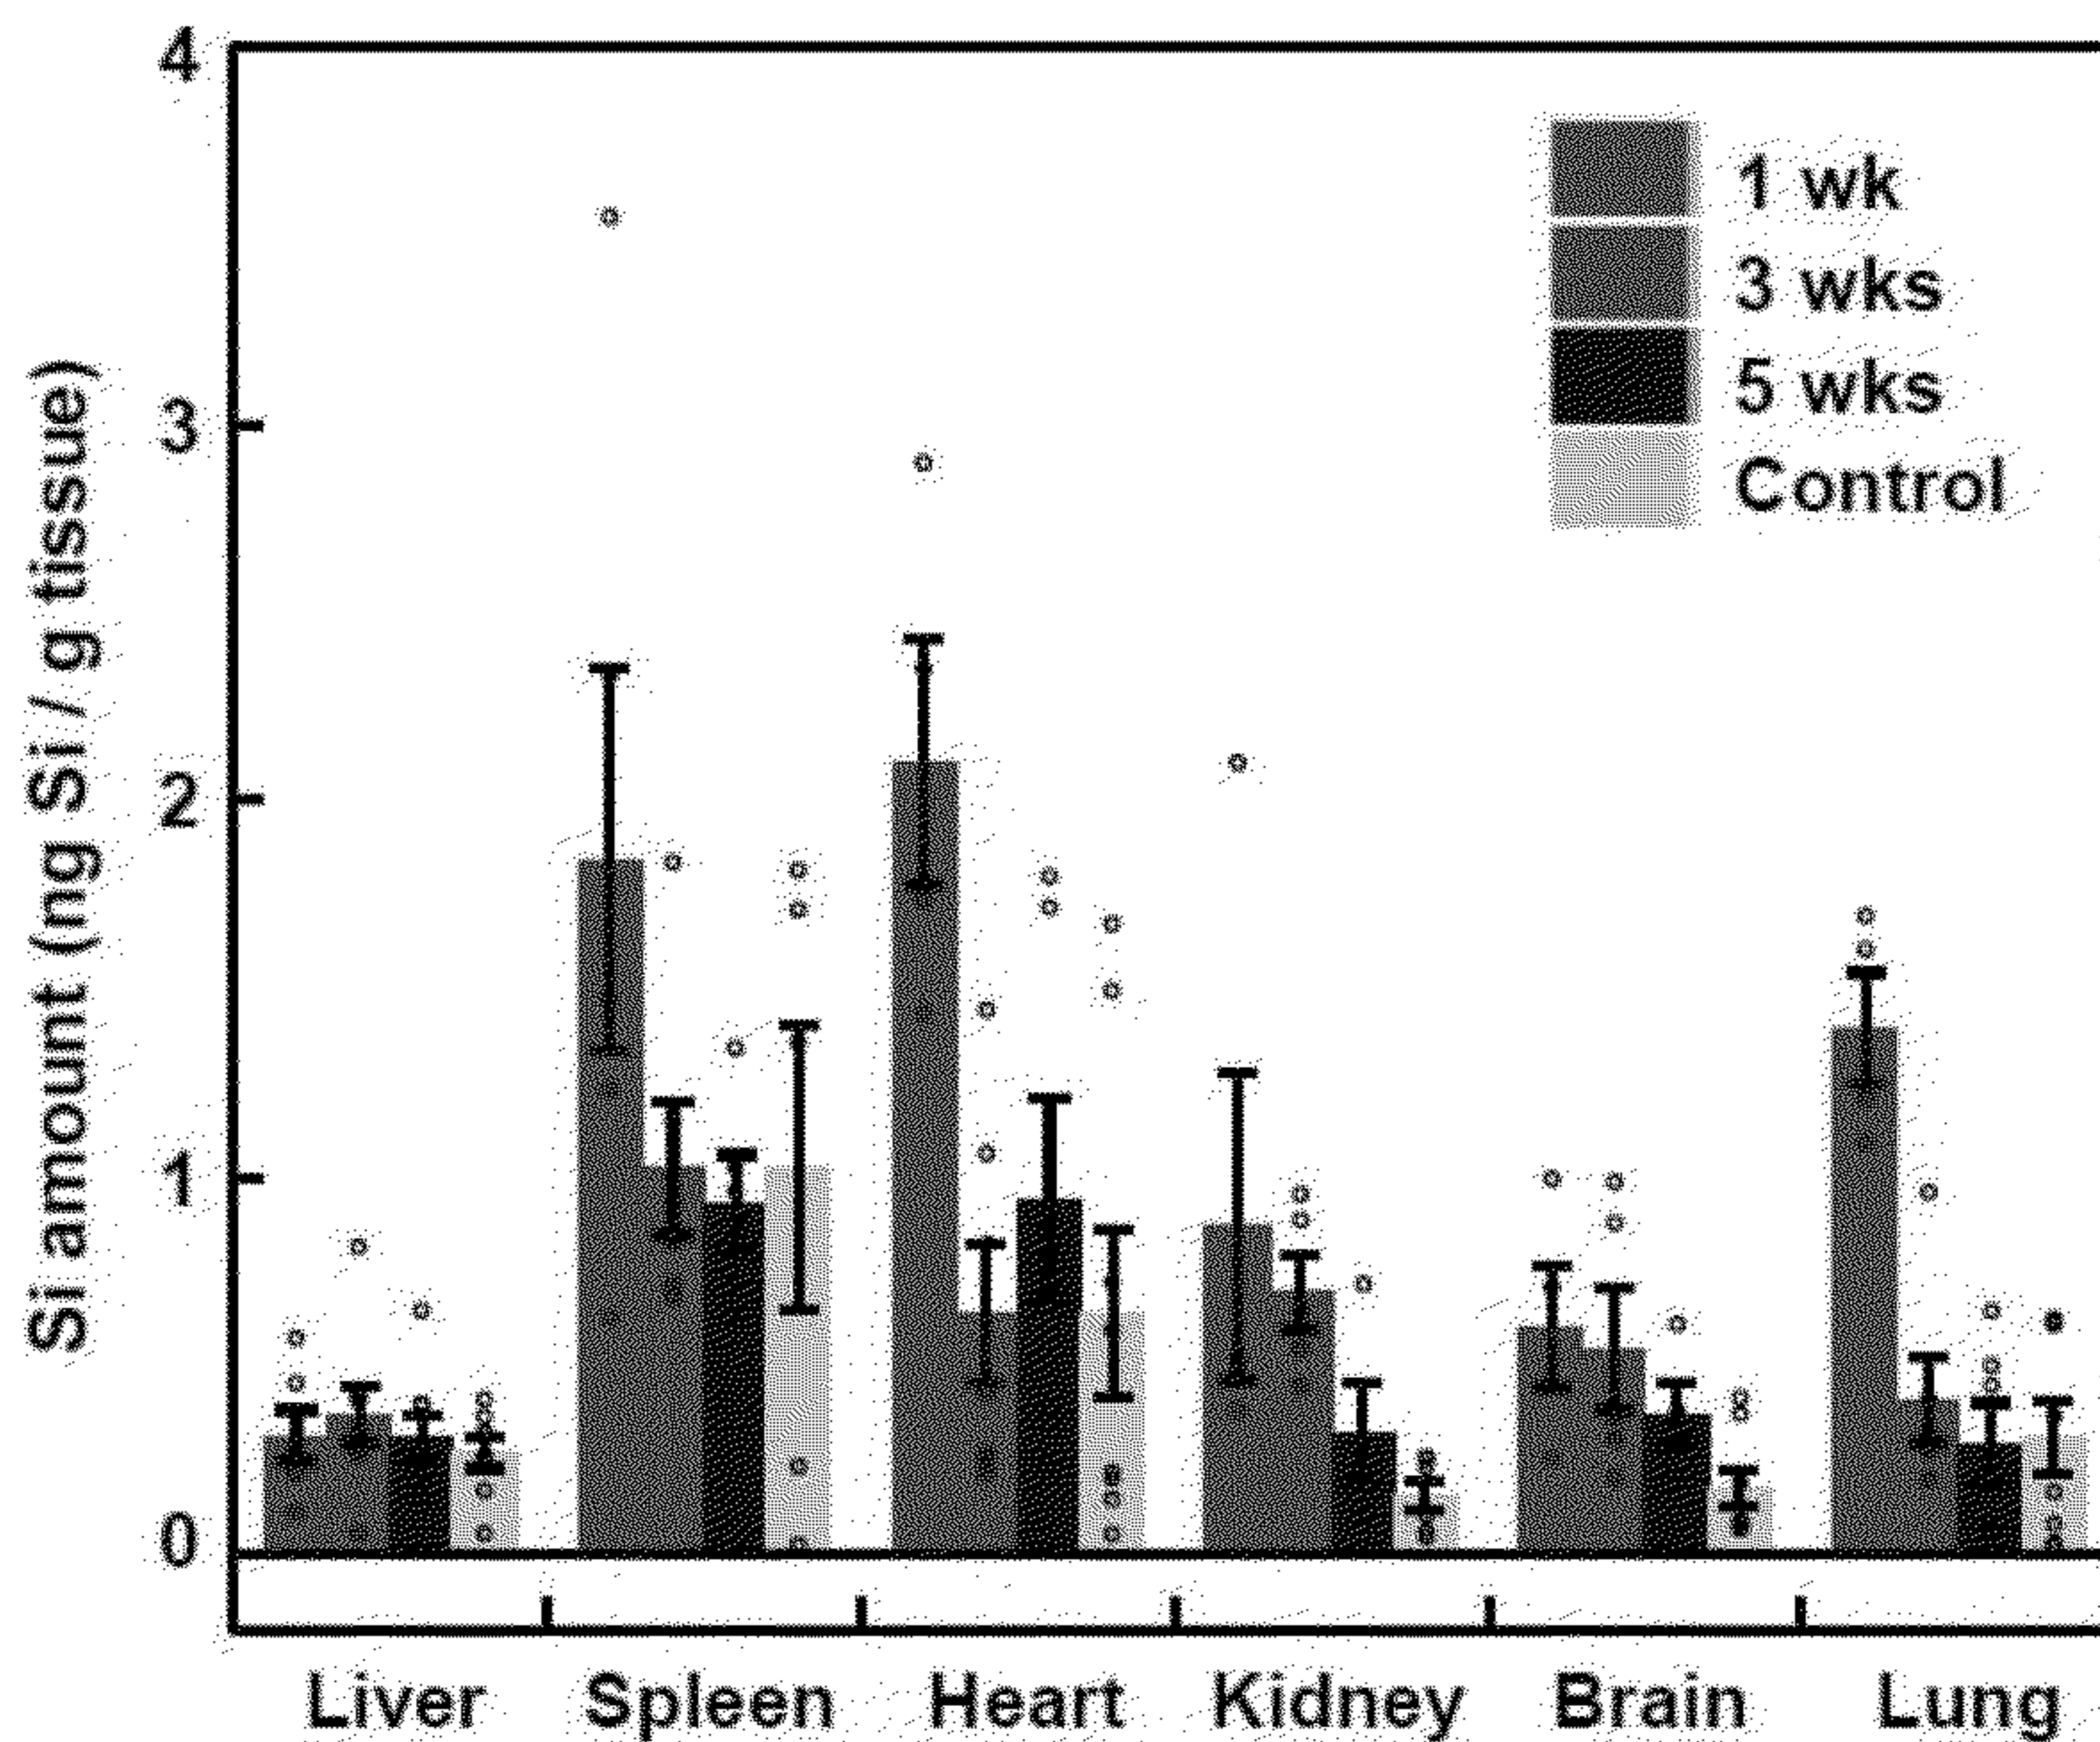 Si amount (ng Si / g tissue)
4
3
2
1
0
1 wk
3 wks
5 wks
Control
Liver Spleen Heart Kidney Brain Lung